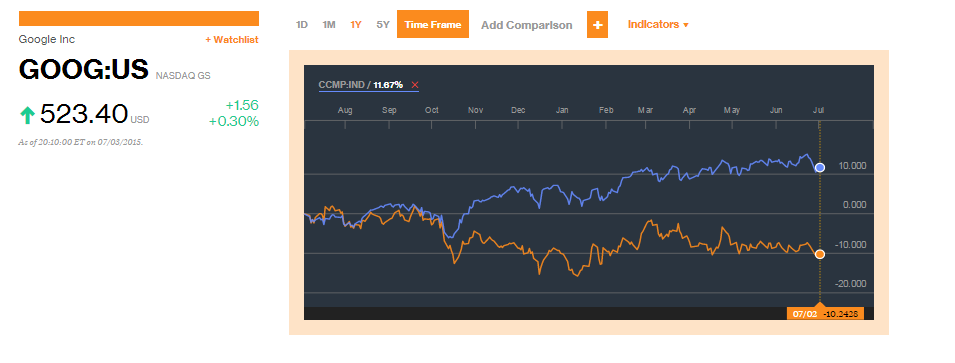 1D 1M 1Y 5Y Time Frame Add Comparison + Indicators
Google Inc + Watchlist
GOOG:US NASDAQ GS
523.40 USD +1.56
+0.30%
As of 20:10:00 ET on 07/03/2015.
CCMP:IND / 11.67% ×
Aug Sep Oct Nov Dec Jan Feb Mar Apr May Jun Jul
10.000
0.000
-10.000
-20.000
07/02 -10.2428